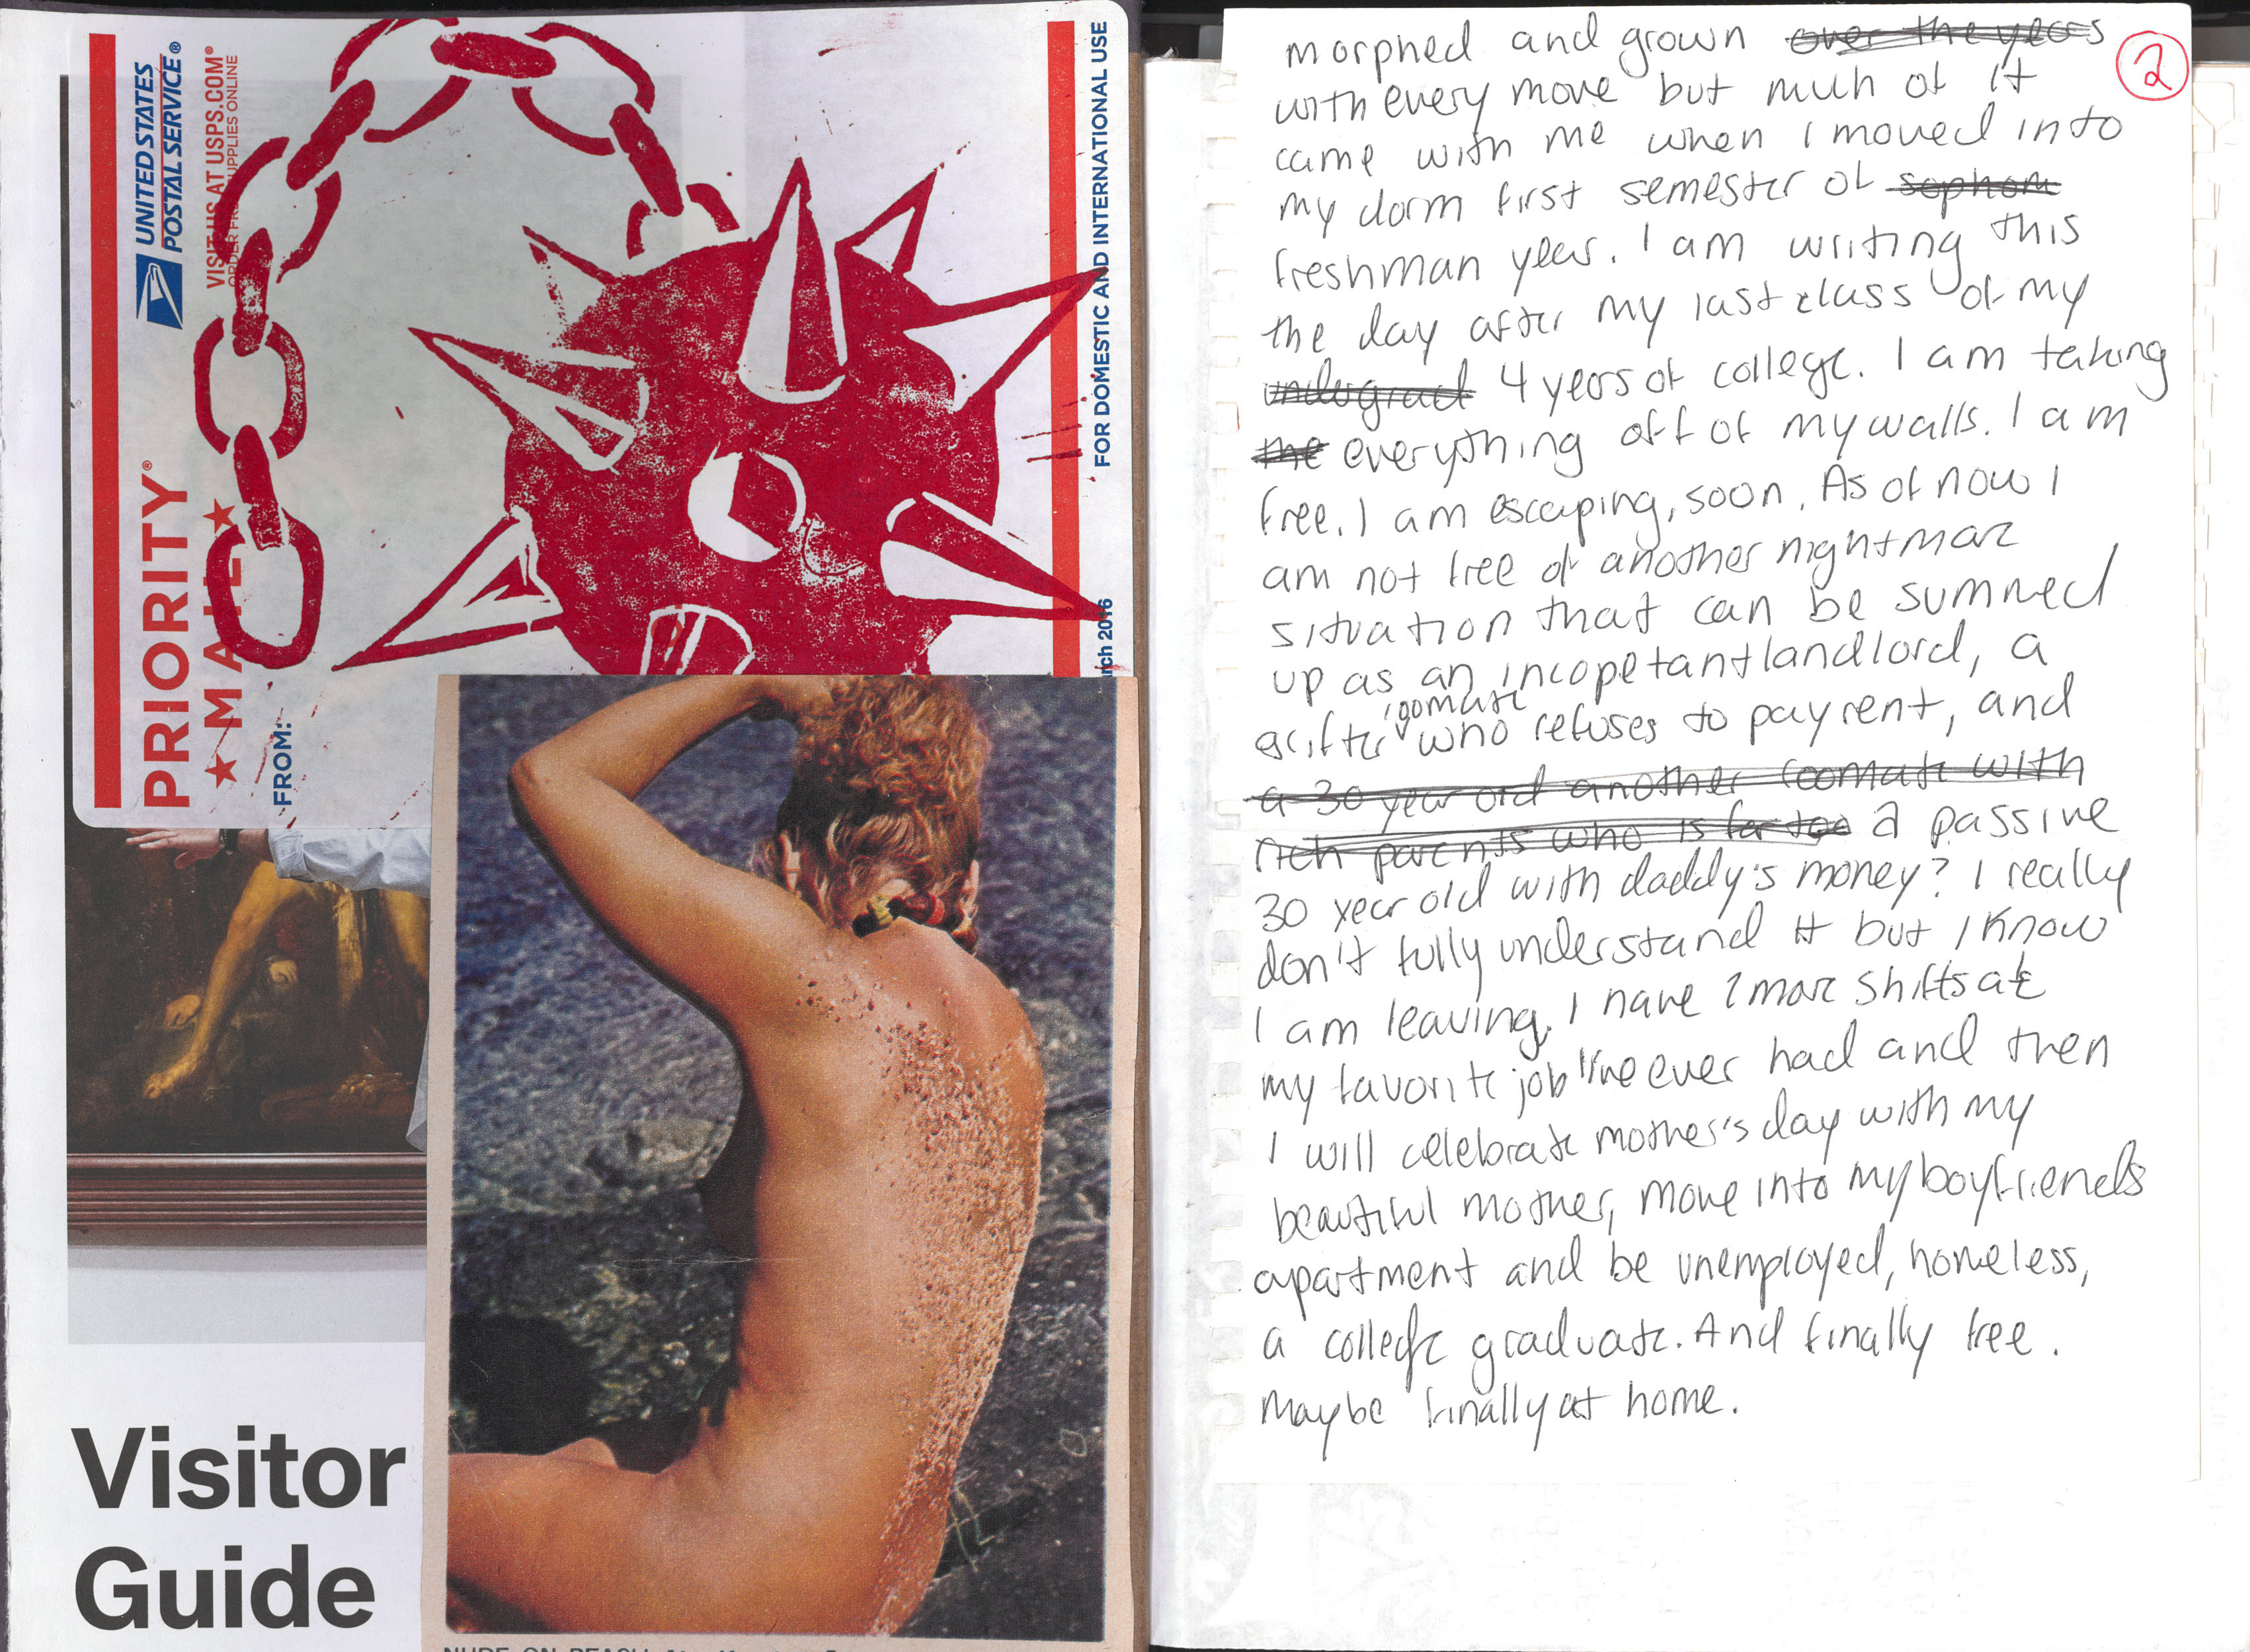 UNITED STATES
POSTAL SERVICE®
VISIT US AT USPS.COM®
PRIORITY®
★ MAIL ★
FROM:
FOR DOMESTIC AND INTERNATIONAL USE
rch 2016
Visitor
Guide
NUDE ON BEACH
2
morphed and grown over the years
with every move but much of it
came with me when I moved into
my dorm first semester of sophom
freshman year. I am writing this
the day after my last class of my
undergrad 4 years of college. I am taking
the everything off of my walls. I am
free. I am escaping, soon. As of now I
am not free of another nightmare
situation that can be summed
up as an incopetant landlord, a
grifter roomate who refuses to pay rent, and
a 30 year old another roomate with
rich parents who is far too a passive
30 year old with daddy's money? I really
don't fully understand it but I know
I am leaving. I have 2 more shifts at
my favorite job I've ever had and then
I will celebrate mother's day with my
beautiful mother, move into my boyfriends
apartment and be unemployed, homeless,
a college graduate. And finally free.
Maybe finally at home.